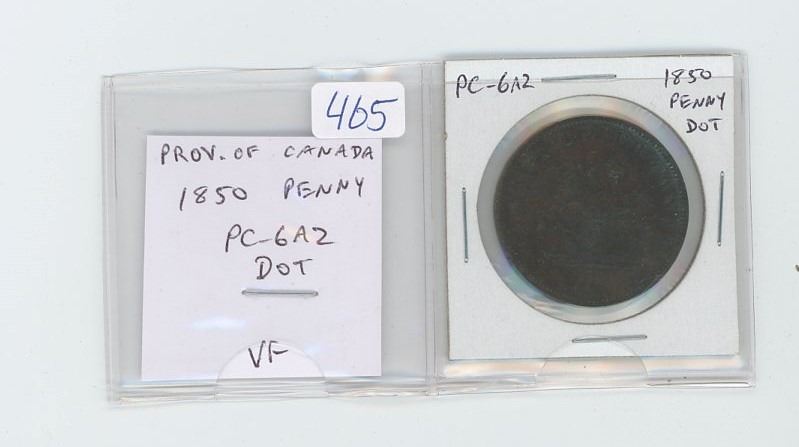 465
PROV. OF CANADA
1850 PENNY
PC-6A2
DOT
VF
PC-6A2
1850
PENNY
DOT